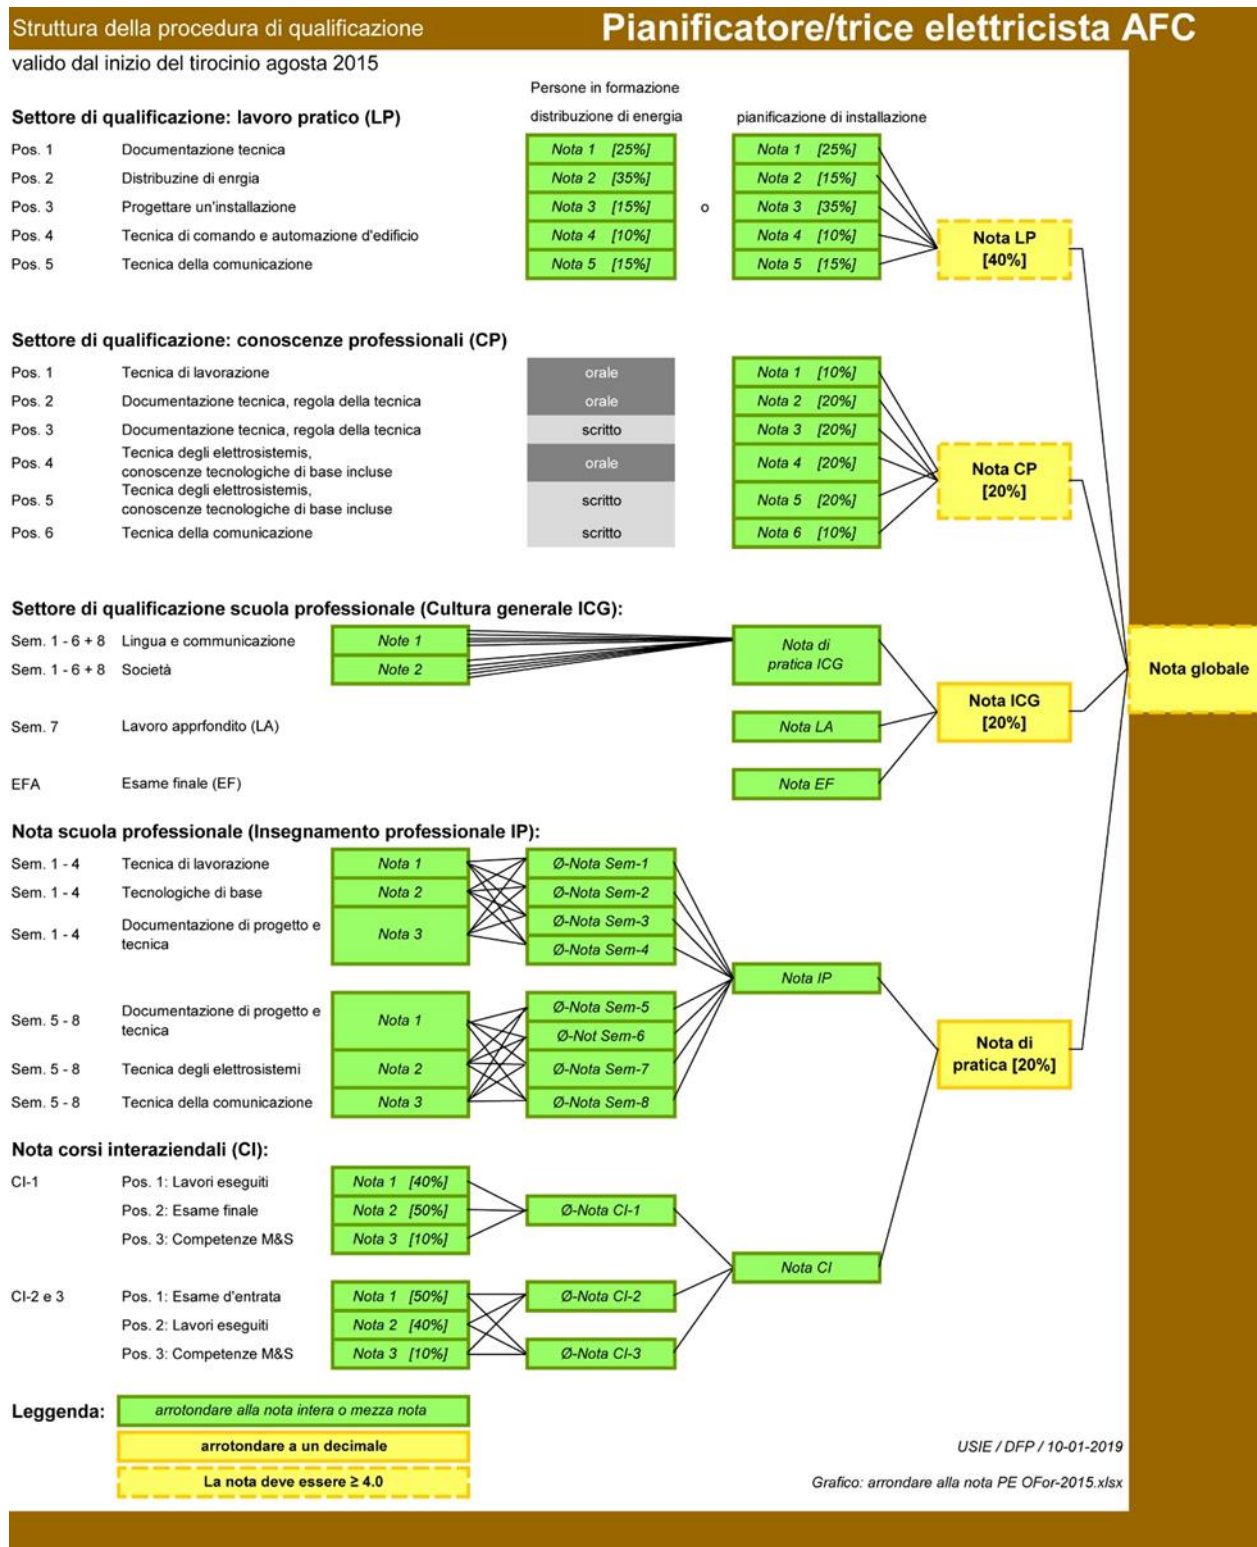 Struttura della procedura di qualificazione Pianificatore/trice elettricista AFC
valido dal inizio del tirocinio agosta 2015
Persone in formazione
Settore di qualificazione: lavoro pratico (LP) distribuzione di energia pianificazione di installazione
Pos. 1 Documentazione tecnica Nota 1 [25%] Nota 1 [25%]
Pos. 2 Distribuzine di enrgia Nota 2 [35%] Nota 2 [15%]
Pos. 3 Progettare un'installazione Nota 3 [15%] o Nota 3 [35%]
Pos. 4 Tecnica di comando e automazione d'edificio Nota 4 [10%] Nota 4 [10%]
Pos. 5 Tecnica della comunicazione Nota 5 [15%] Nota 5 [15%]
Nota LP
[40%]
Settore di qualificazione: conoscenze professionali (CP)
Pos. 1 Tecnica di lavorazione orale Nota 1 [10%]
Pos. 2 Documentazione tecnica, regola della tecnica orale Nota 2 [20%]
Pos. 3 Documentazione tecnica, regola della tecnica scritto Nota 3 [20%]
Pos. 4 Tecnica degli elettrosistemis,
conoscenze tecnologiche di base incluse orale Nota 4 [20%]
Pos. 5 Tecnica degli elettrosistemis,
conoscenze tecnologiche di base incluse scritto Nota 5 [20%]
Pos. 6 Tecnica della comunicazione scritto Nota 6 [10%]
Nota CP
[20%]
Settore di qualificazione scuola professionale (Cultura generale ICG):
Sem. 1 - 6 + 8 Lingua e communicazione Note 1
Sem. 1 - 6 + 8 Società Note 2
Nota di
pratica ICG
Sem. 7 Lavoro apprfondito (LA) Nota LA
EFA Esame finale (EF) Nota EF
Nota ICG
[20%]
Nota globale
Nota scuola professionale (Insegnamento professionale IP):
Sem. 1 - 4 Tecnica di lavorazione Nota 1 Ø-Nota Sem-1
Sem. 1 - 4 Tecnologiche di base Nota 2 Ø-Nota Sem-2
Sem. 1 - 4 Documentazione di progetto e
tecnica Nota 3 Ø-Nota Sem-3
Ø-Nota Sem-4
Nota IP
Sem. 5 - 8 Documentazione di progetto e
tecnica Nota 1 Ø-Nota Sem-5
Ø-Not Sem-6
Sem. 5 - 8 Tecnica degli elettrosistemi Nota 2 Ø-Nota Sem-7
Sem. 5 - 8 Tecnica della comunicazione Nota 3 Ø-Nota Sem-8
Nota di
pratica [20%]
Nota corsi interaziendali (CI):
CI-1 Pos. 1: Lavori eseguiti Nota 1 [40%]
Pos. 2: Esame finale Nota 2 [50%] Ø-Nota CI-1
Pos. 3: Competenze M&S Nota 3 [10%]
Nota CI
CI-2 e 3 Pos. 1: Esame d'entrata Nota 1 [50%] Ø-Nota CI-2
Pos. 2: Lavori eseguiti Nota 2 [40%]
Pos. 3: Competenze M&S Nota 3 [10%] Ø-Nota CI-3
Leggenda: arrotondare alla nota intera o mezza nota
arrotondare a un decimale
La nota deve essere ≥ 4.0
USIE / DFP / 10-01-2019
Grafico: arrondare alla nota PE OFor-2015.xlsx